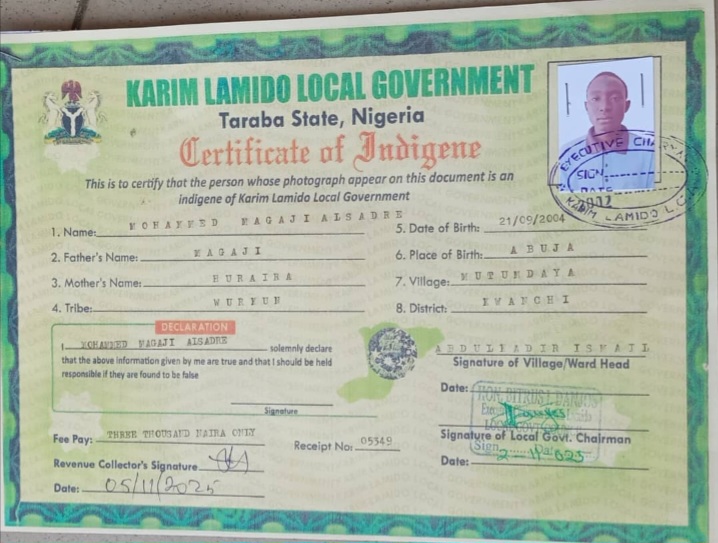 KARIM LAMIDO LOCAL GOVERNMENT
Taraba State, Nigeria
Certificate of Indigene
This is to certify that the person whose photograph appear on this document is an
indigene of Karim Lamido Local Government
EXECUTIVE CHAI
SIGN:
DATE
KARIM LAMIDO L.G
1. Name: MOHAMMED MAGAJI ALSADRE
2. Father's Name: MAGAJI
3. Mother's Name: HURAIRA
4. Tribe: WURKUN
5. Date of Birth: 21/09/2004
6. Place of Birth: ABUJA
7. Village: MUTUMDAYA
8. District: KWANCHI
DECLARATION
I MOHAMMED MAGAJI ALSADRE solemnly declare
that the above information given by me are true and that I should be held
responsible if they are found to be false
Signature
ABDULKADIR ISMAIL
Signature of Village/Ward Head
Date:
Signature of Local Govt. Chairman
Sign
Date:
Fee Pay: THREE THOUSAND NAIRA ONLY
Receipt No: 05349
Revenue Collector's Signature
Date: 05/11/2025